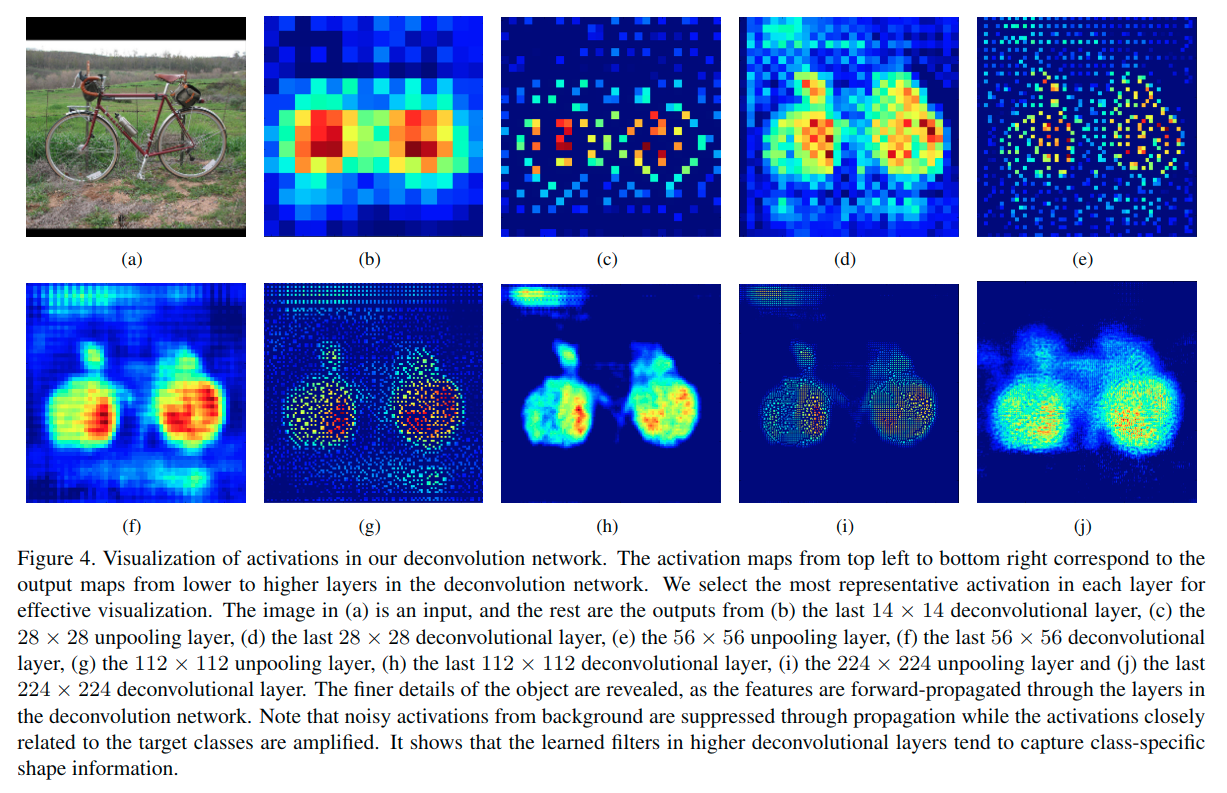 (a)
(b)
(c)
(d)
(e)
(f)
(g)
(h)
(i)
(j)
Figure 4. Visualization of activations in our deconvolution network. The activation maps from top left to bottom right correspond to the
output maps from lower to higher layers in the deconvolution network. We select the most representative activation in each layer for
effective visualization. The image in (a) is an input, and the rest are the outputs from (b) the last 14 × 14 deconvolutional layer, (c) the
28 × 28 unpooling layer, (d) the last 28 × 28 deconvolutional layer, (e) the 56 × 56 unpooling layer, (f) the last 56 × 56 deconvolutional
layer, (g) the 112 × 112 unpooling layer, (h) the last 112 × 112 deconvolutional layer, (i) the 224 × 224 unpooling layer and (j) the last
224 × 224 deconvolutional layer. The finer details of the object are revealed, as the features are forward-propagated through the layers in
the deconvolution network. Note that noisy activations from background are suppressed through propagation while the activations closely
related to the target classes are amplified. It shows that the learned filters in higher deconvolutional layers tend to capture class-specific
shape information.